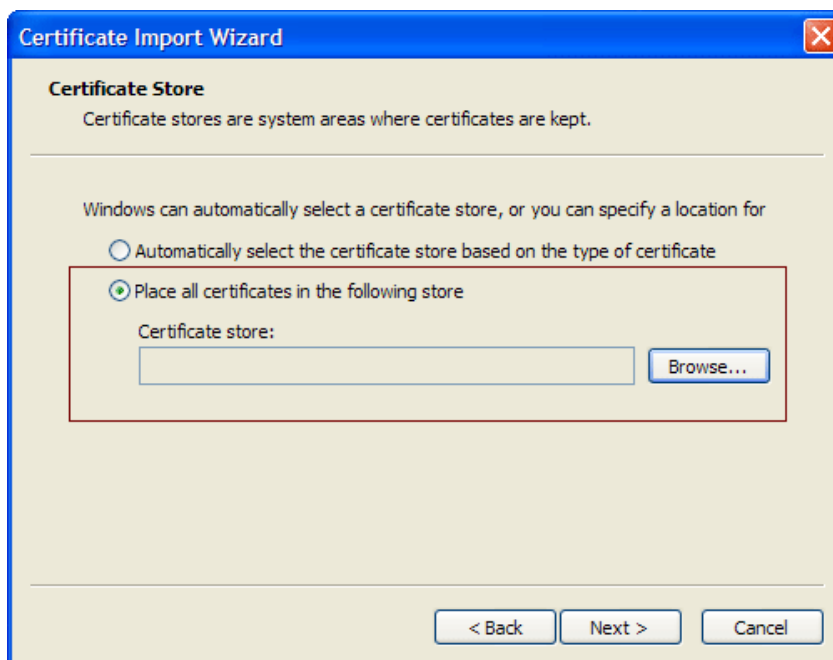 Certificate Import Wizard
Certificate Store
Certificate stores are system areas where certificates are kept.
Windows can automatically select a certificate store, or you can specify a location for
Automatically select the certificate store based on the type of certificate
Place all certificates in the following store
Certificate store:
Browse...
< Back Next > Cancel